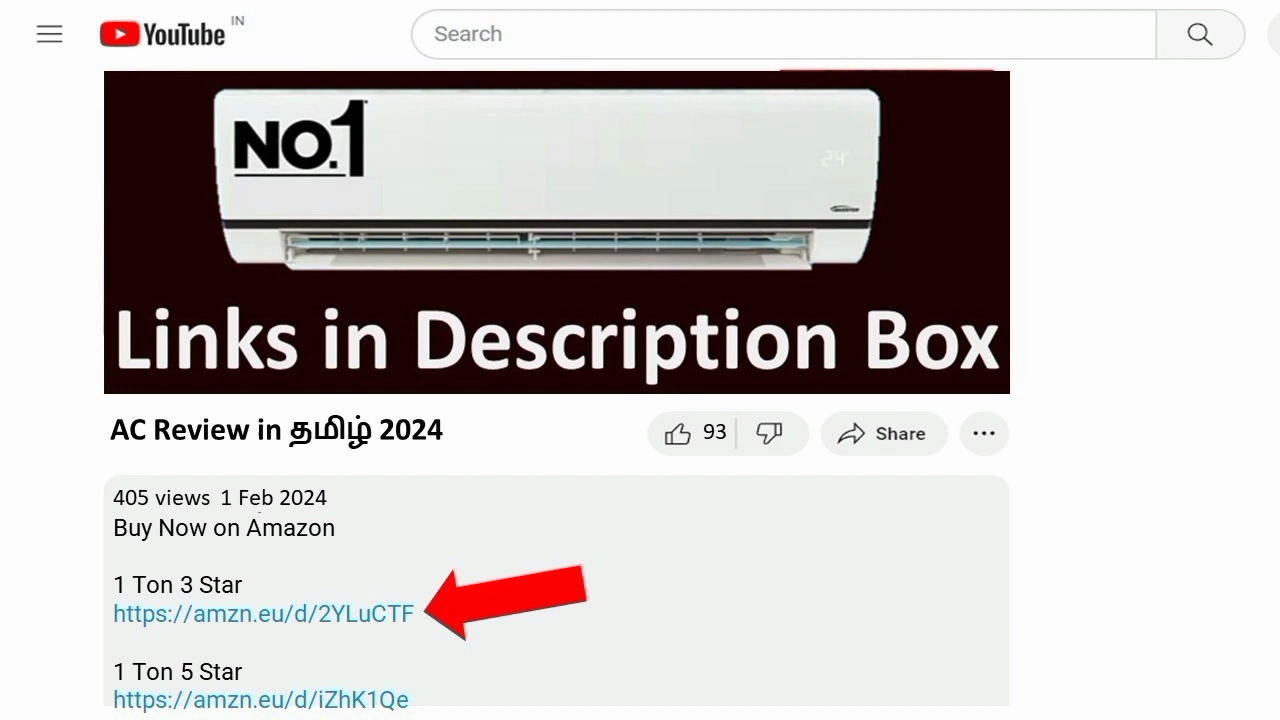 YouTube IN
Search
NO.1
24°
INVERTER
Links in Description Box
AC Review in தமிழ் 2024
93
Share
405 views 1 Feb 2024
Buy Now on Amazon
1 Ton 3 Star
https://amzn.eu/d/2YLuCTF
1 Ton 5 Star
https://amzn.eu/d/iZhK1Qe